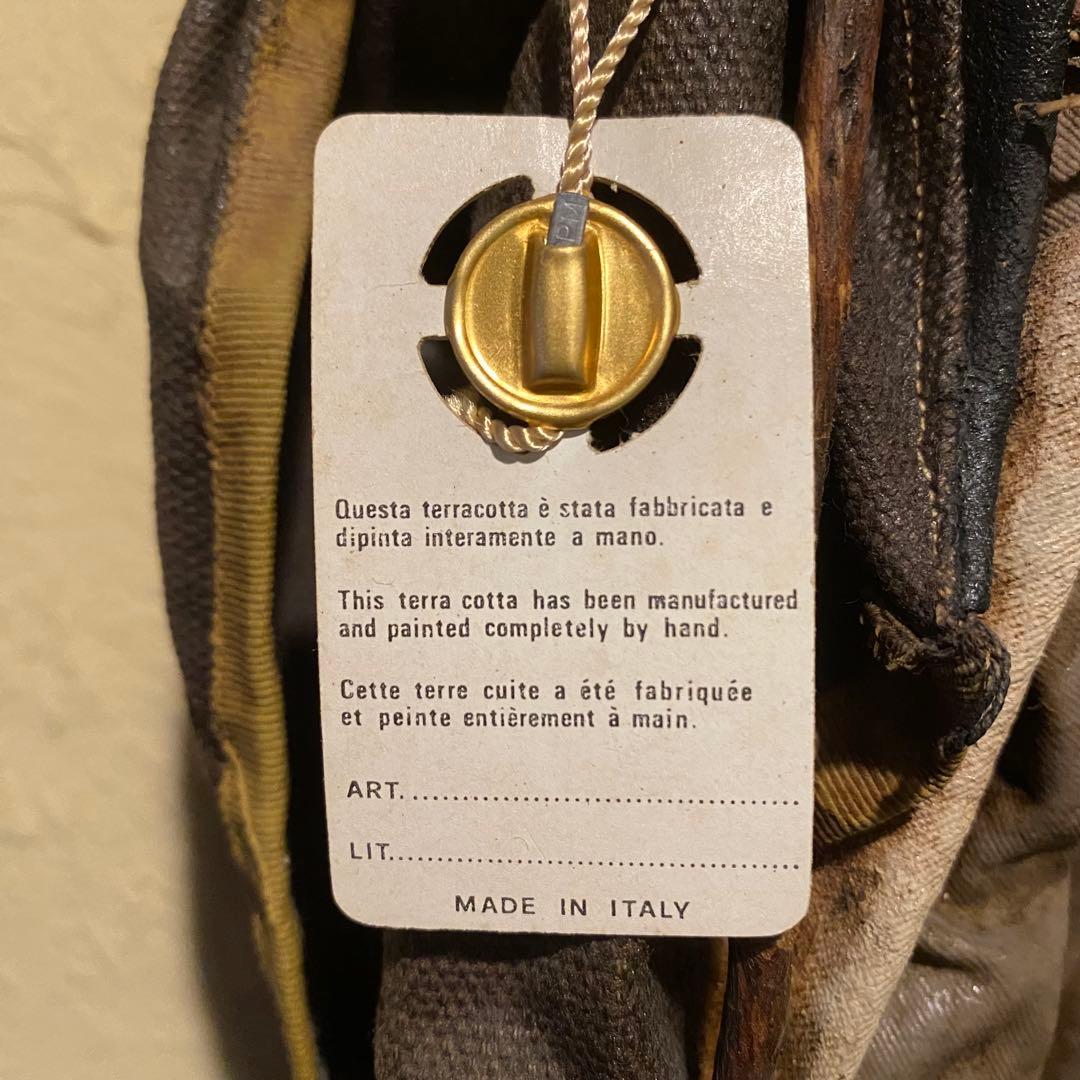 PM
Questa terracotta è stata fabbricata e
dipinta interamente a mano.
This terra cotta has been manufactured
and painted completely by hand.
Cette terre cuite a été fabriquée
et peinte entièrement à main.
ART.......................................
LIT.......................................
MADE IN ITALY